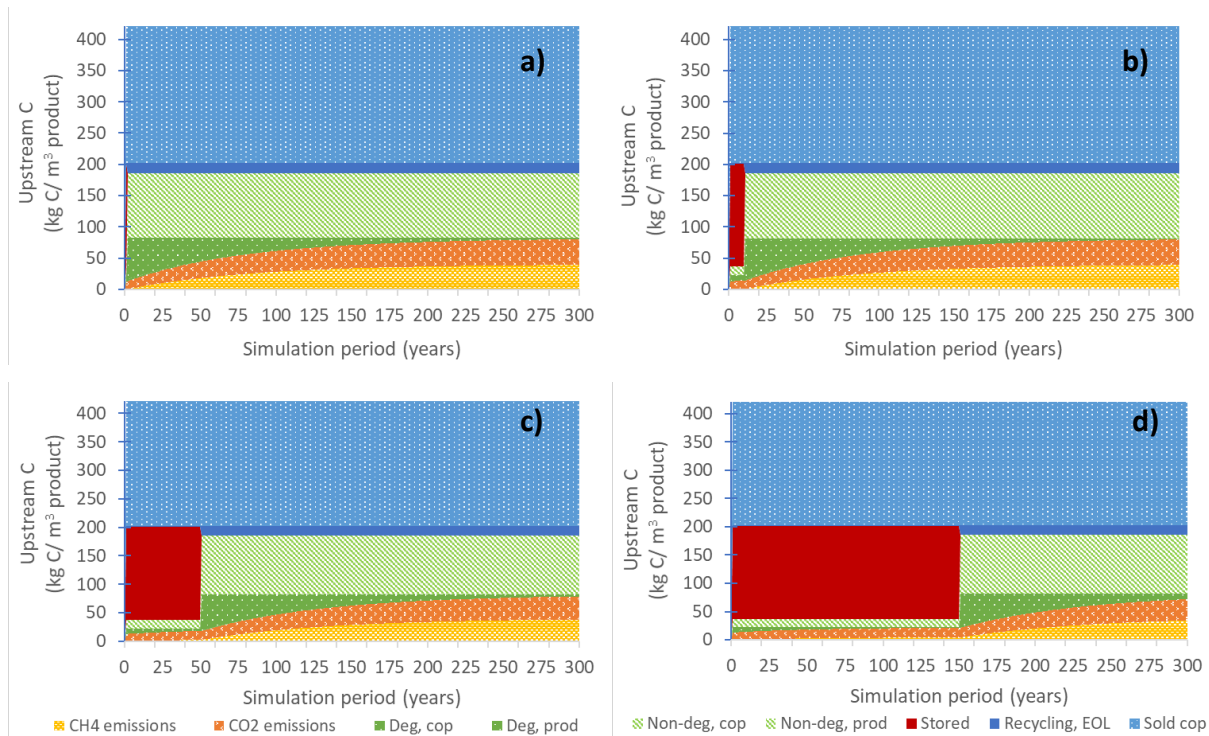 a)
Upstream C
(kg C/ m³ product)
400
350
300
250
200
150
100
50
0
0 25 50 75 100 125 150 175 200 225 250 275 300
Simulation period (years)
b)
Upstream C
(kg C/ m³ product)
400
350
300
250
200
150
100
50
0
0 25 50 75 100 125 150 175 200 225 250 275 300
Simulation period (years)
c)
Upstream C
(kg C/ m³ product)
400
350
300
250
200
150
100
50
0
0 25 50 75 100 125 150 175 200 225 250 275 300
Simulation period (years)
d)
Upstream C
(kg C/ m³ product)
400
350
300
250
200
150
100
50
0
0 25 50 75 100 125 150 175 200 225 250 275 300
Simulation period (years)
CH4 emissions CO2 emissions Deg, cop Deg, prod Non-deg, cop Non-deg, prod Stored Recycling, EOL Sold cop